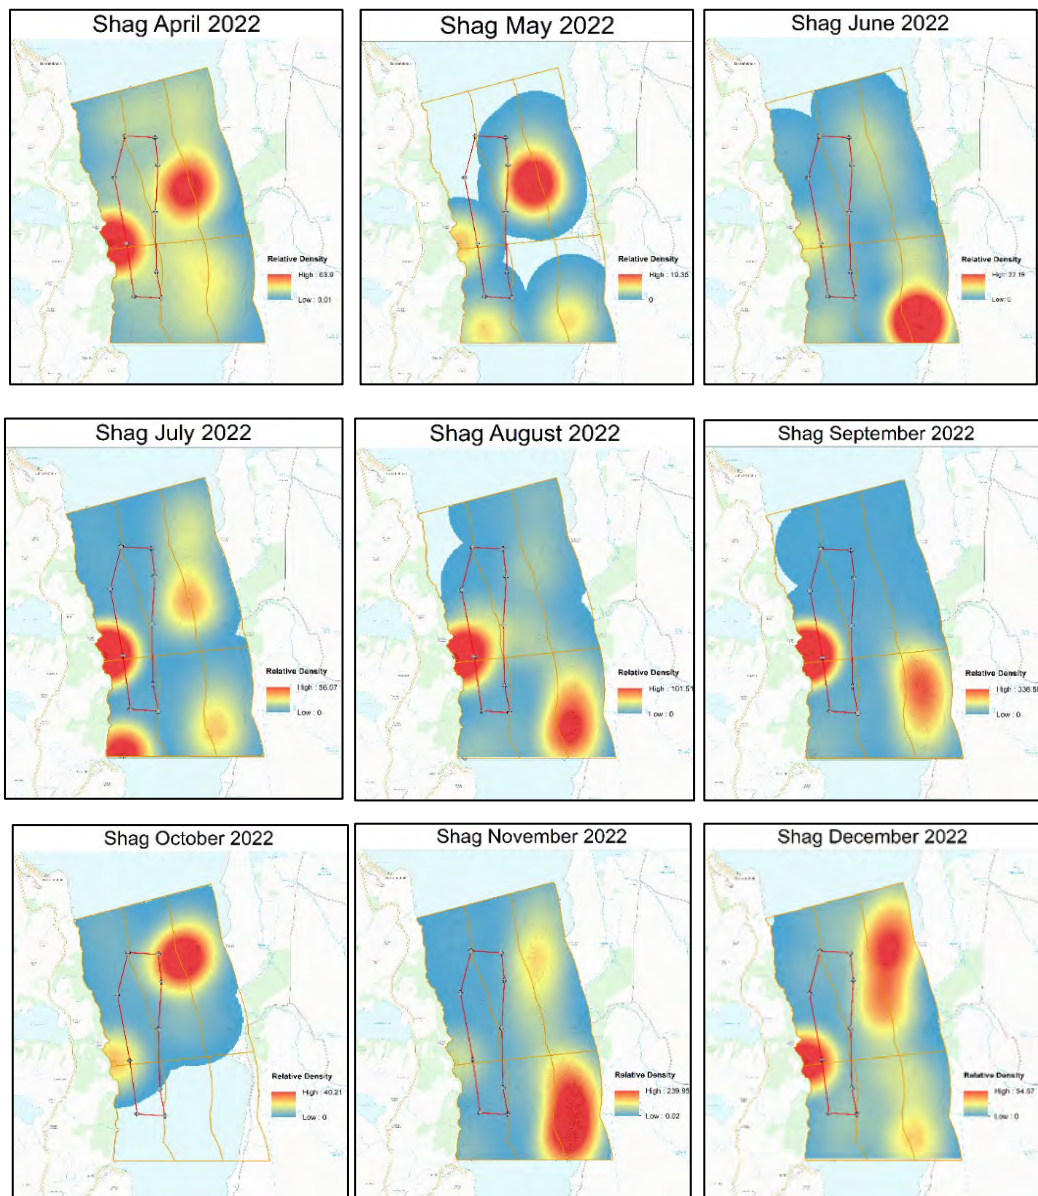 Shag April 2022
Relative Density
High : 63.9
Low : 0.01
Shag May 2022
Relative Density
High : 19.35
0
Shag June 2022
Relative Density
High : 22.19
Low : 0
Shag July 2022
Relative Density
High : 56.07
Low : 0
Shag August 2022
Relative Density
High : 101.51
Low : 0
Shag September 2022
Relative Density
Low : 0
Shag October 2022
Relative Density
High : 40.21
Low : 0
Shag November 2022
Relative Density
High : 239.95
Low : 0.02
Shag December 2022
Relative Density
High : 54.57
Low : 0